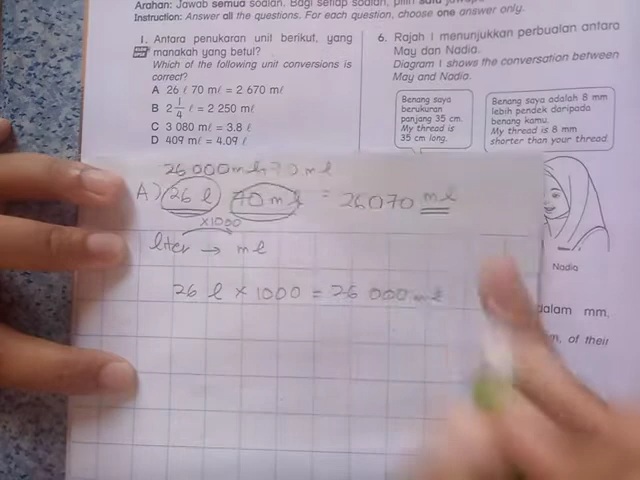 Arahan: Jawab semua soalan. Bagi setiap soalan, pilih satu
Instruction: Answer all the questions. For each question, choose one answer only.
1. Antara penukaran unit berikut, yang
manakah yang betul?
Which of the following unit conversions is
correct?
A 26 ℓ 70 mℓ = 2 670 mℓ
B 2 1/4 ℓ = 2 250 mℓ
C 3 080 mℓ = 3.8 ℓ
D 409 mℓ = 4.09 ℓ
6. Rajah 1 menunjukkan perbualan antara
May dan Nadia.
Diagram 1 shows the conversation between
May and Nadia.
Benang saya
berukuran
panjang 35 cm.
My thread is
35 cm long.
Benang saya adalah 8 mm
lebih pendek daripada
benang kamu.
My thread is 8 mm
shorter than your thread.
Nadia
dalam mm,
of their
26 000 mℓ + 70 mℓ
A) 26 ℓ 70 mℓ = 26070 mℓ
×1000
liter → mℓ
26 ℓ × 1000 = 26 000 mℓ